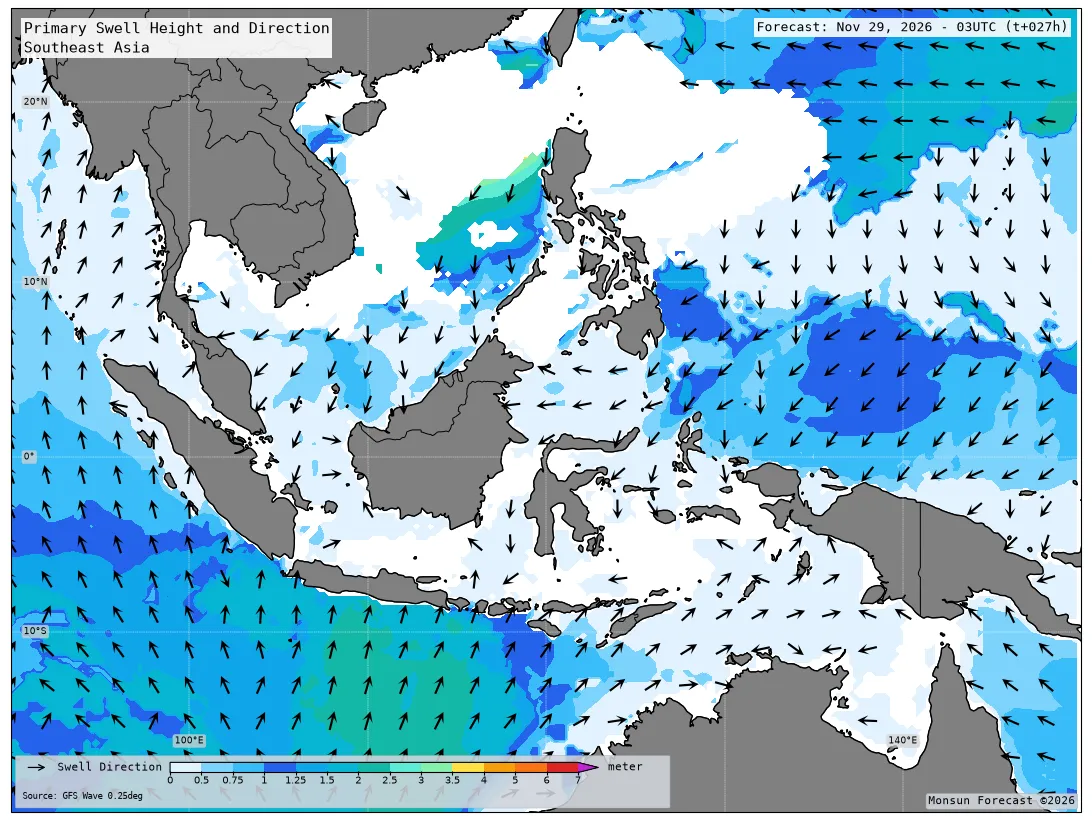 Primary Swell Height and Direction
Southeast Asia
Forecast: Nov 29, 2026 - 03UTC (t+027h)
20°N
10°N
0°
10°S
100°E
140°E
Swell Direction
0 0.5 0.75 1 1.25 1.5 2 2.5 3 3.5 4 5 6 7
meter
Source: GFS Wave 0.25deg
Monsun Forecast ©2026